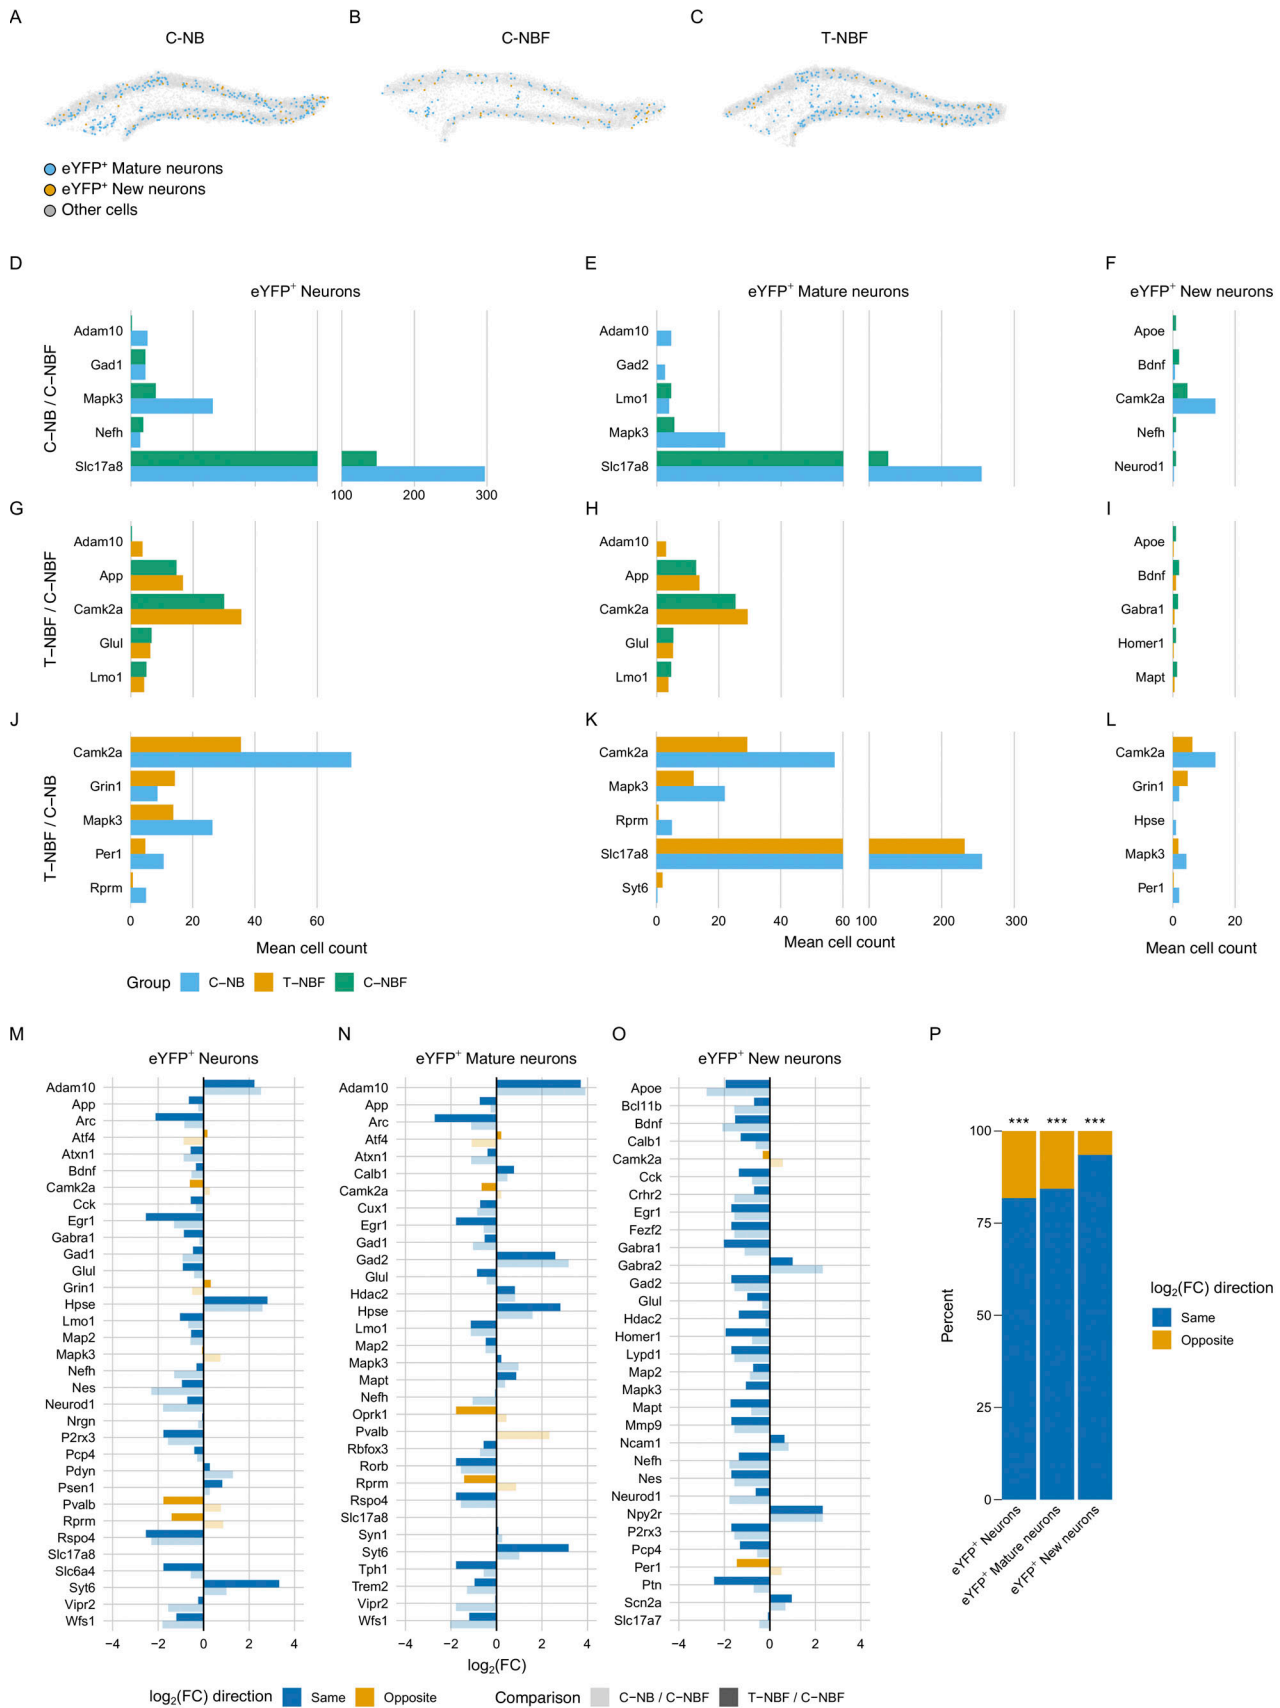 A
B
C
C-NB
C-NBF
T-NBF
eYFP⁺ Mature neurons
eYFP⁺ New neurons
Other cells
D
E
F
eYFP⁺ Neurons
eYFP⁺ Mature neurons
eYFP⁺ New neurons
C−NB / C−NBF
Adam10
Gad1
Mapk3
Nefh
Slc17a8
100
200
300
Adam10
Gad2
Lmo1
Mapk3
Slc17a8
Apoe
Bdnf
Camk2a
Nefh
Neurod1
G
H
I
T−NBF / C−NBF
Adam10
App
Camk2a
Glul
Lmo1
Adam10
App
Camk2a
Glul
Lmo1
Apoe
Bdnf
Gabra1
Homer1
Mapt
J
K
L
T−NBF / C−NB
Camk2a
Grin1
Mapk3
Per1
Rprm
0
20
40
60
Mean cell count
Camk2a
Mapk3
Rprm
Slc17a8
Syt6
0
20
40
60
100
200
300
Mean cell count
Camk2a
Grin1
Hpse
Mapk3
Per1
0
20
Mean cell count
Group
C−NB
T−NBF
C−NBF
M
N
O
P
eYFP⁺ Neurons
Adam10
App
Arc
Atf4
Atxn1
Bdnf
Camk2a
Cck
Egr1
Gabra1
Gad1
Glul
Grin1
Hpse
Lmo1
Map2
Mapk3
Nefh
Nes
Neurod1
Nrgn
P2rx3
Pcp4
Pdyn
Psen1
Pvalb
Rprm
Rspo4
Slc17a8
Slc6a4
Syt6
Vipr2
Wfs1
−4
−2
0
2
4
eYFP⁺ Mature neurons
Adam10
App
Arc
Atf4
Atxn1
Calb1
Camk2a
Cux1
Egr1
Gad1
Gad2
Glul
Hdac2
Hpse
Lmo1
Map2
Mapk3
Mapt
Nefh
Oprk1
Pvalb
Rbfox3
Rorb
Rprm
Rspo4
Slc17a8
Syn1
Syt6
Tph1
Trem2
Vipr2
Wfs1
−4
−2
0
2
4
log₂(FC)
eYFP⁺ New neurons
Apoe
Bcl11b
Bdnf
Calb1
Camk2a
Cck
Crhr2
Egr1
Fezf2
Gabra1
Gabra2
Gad2
Glul
Hdac2
Homer1
Lypd1
Map2
Mapk3
Mapt
Mmp9
Ncam1
Nefh
Nes
Neurod1
Npy2r
P2rx3
Pcp4
Per1
Ptn
Scn2a
Slc17a7
−4
−2
0
2
4
*** *** ***
100
75
50
25
0
Percent
eYFP⁺ Neurons
eYFP⁺ Mature neurons
eYFP⁺ New neurons
log₂(FC) direction
Same
Opposite
log₂(FC) direction
Same
Opposite
Comparison
C−NB / C−NBF
T−NBF / C−NBF